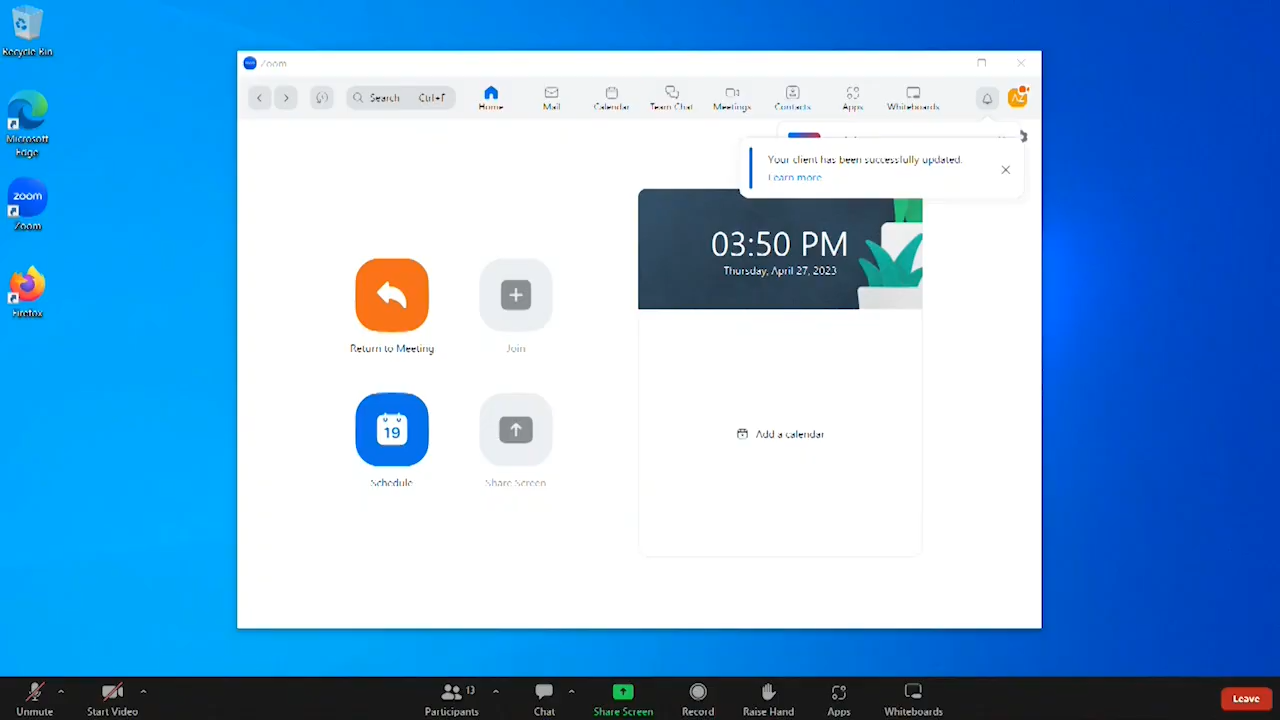 Recycle Bin
Microsoft
Edge
zoom
Zoom
Firefox
Zoom
Search Ctrl+F
Home
Mail
Calendar
Team Chat
Meetings
Contacts
Apps
Whiteboards
AZ
Your client has been successfully updated.
Learn more
03:50 PM
Thursday, April 27, 2023
Return to Meeting
Join
19
Schedule
Share Screen
Add a calendar
Unmute
Start Video
13
Participants
Chat
Share Screen
Record
Raise Hand
Apps
Whiteboards
Leave